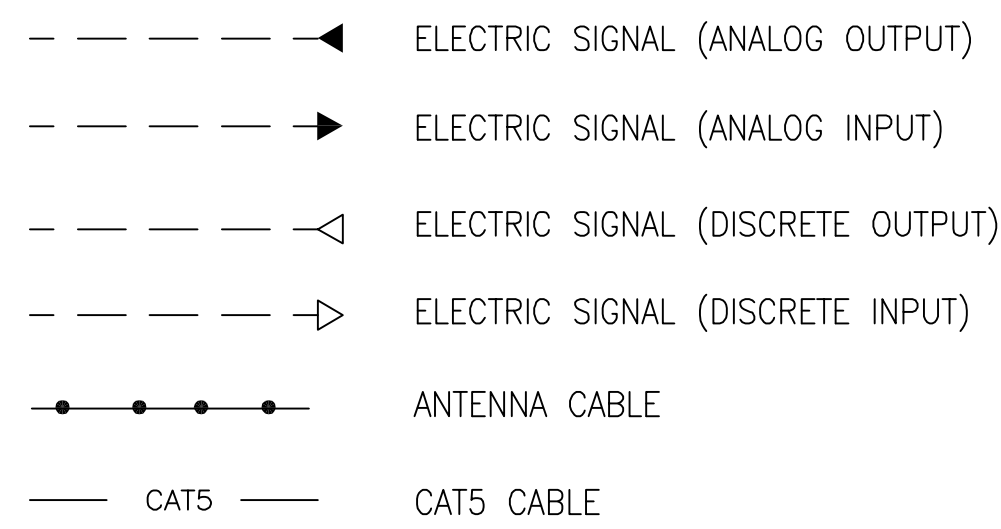 ELECTRIC SIGNAL (ANALOG OUTPUT)
ELECTRIC SIGNAL (ANALOG INPUT)
ELECTRIC SIGNAL (DISCRETE OUTPUT)
ELECTRIC SIGNAL (DISCRETE INPUT)
ANTENNA CABLE
CAT5 CAT5 CABLE